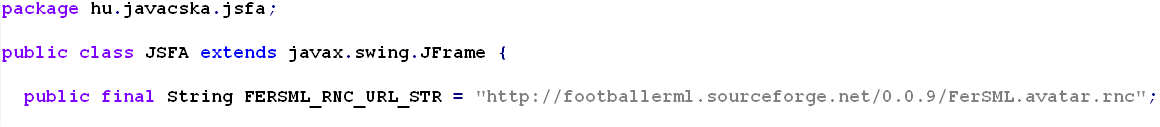 package hu.javacska.jsfa;
public class JSFA extends javax.swing.JFrame {
public final String FERSML_RNC_URL_STR = "http://footballerml.sourceforge.net/0.0.9/FerSML.avatar.rnc";